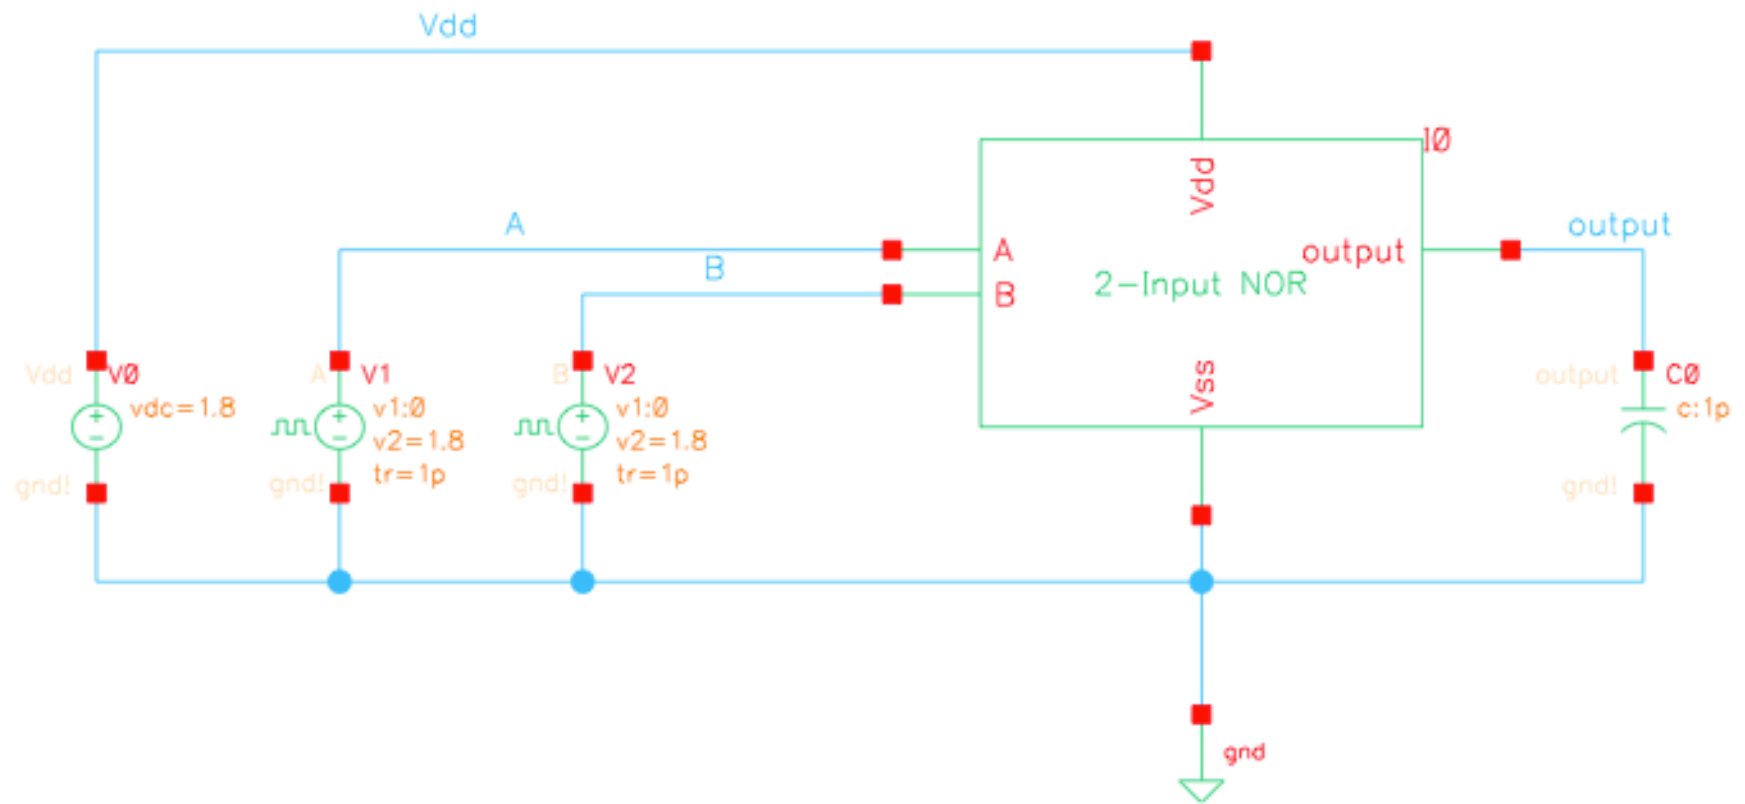 Vdd
I0
Vdd
A
output
A
output
B
2-Input NOR
B
Vss
Vdd
V0
vdc=1.8
gnd!
A
V1
v1:0
v2=1.8
tr=1p
gnd!
B
V2
v1:0
v2=1.8
tr=1p
gnd!
output
C0
c:1p
gnd!
gnd